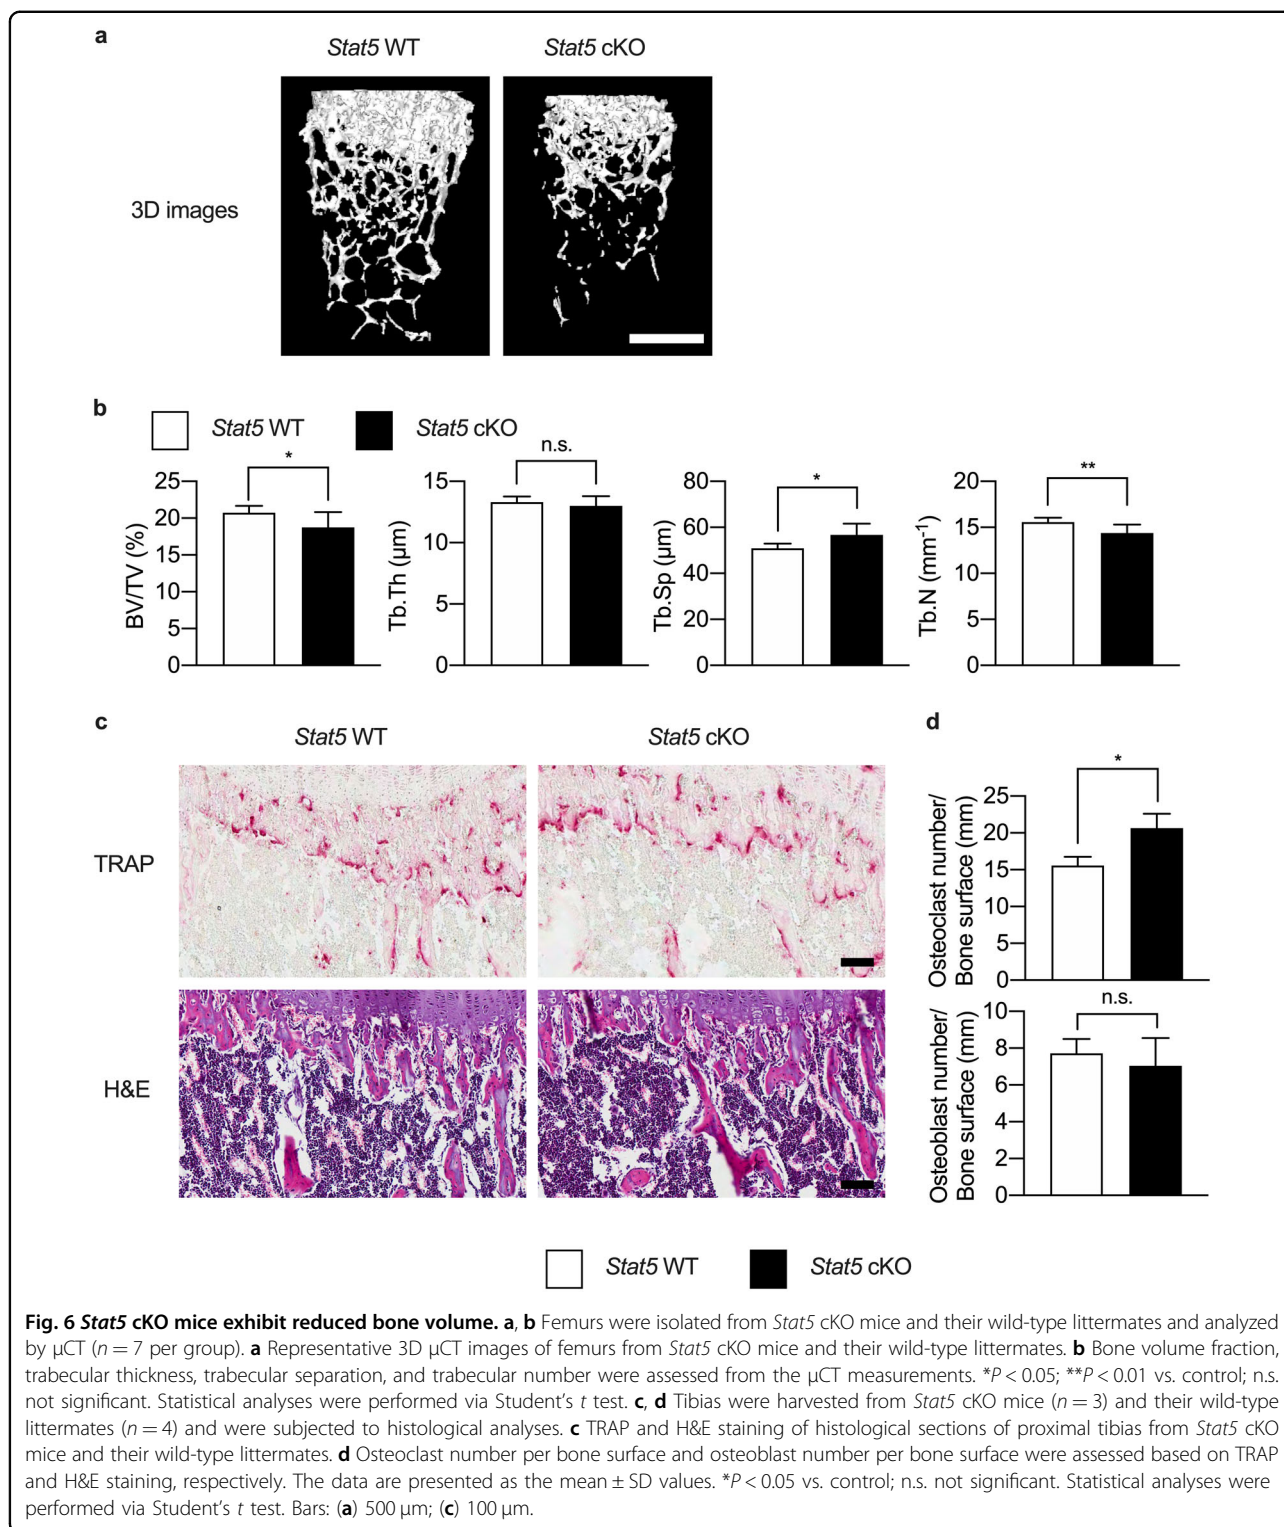 a
Stat5 WT
Stat5 cKO
3D images
b
Stat5 WT
Stat5 cKO
*
BV/TV (%)
25
20
15
10
5
0
n.s.
Tb.Th (µm)
15
10
5
0
*
Tb.Sp (µm)
80
60
40
20
0
**
Tb.N (mm-1)
20
15
10
5
0
c
Stat5 WT
Stat5 cKO
TRAP
H&E
d
*
Osteoclast number/
Bone surface (mm)
25
20
15
10
5
0
n.s.
Osteoblast number/
Bone surface (mm)
10
8
6
4
2
0
Stat5 WT
Stat5 cKO
Fig. 6 Stat5 cKO mice exhibit reduced bone volume. a, b Femurs were isolated from Stat5 cKO mice and their wild-type littermates and analyzed
by µCT (n = 7 per group). a Representative 3D µCT images of femurs from Stat5 cKO mice and their wild-type littermates. b Bone volume fraction,
trabecular thickness, trabecular separation, and trabecular number were assessed from the µCT measurements. *P < 0.05; **P < 0.01 vs. control; n.s.
not significant. Statistical analyses were performed via Student's t test. c, d Tibias were harvested from Stat5 cKO mice (n = 3) and their wild-type
littermates (n = 4) and were subjected to histological analyses. c TRAP and H&E staining of histological sections of proximal tibias from Stat5 cKO
mice and their wild-type littermates. d Osteoclast number per bone surface and osteoblast number per bone surface were assessed based on TRAP
and H&E staining, respectively. The data are presented as the mean ± SD values. *P < 0.05 vs. control; n.s. not significant. Statistical analyses were
performed via Student's t test. Bars: (a) 500 µm; (c) 100 µm.